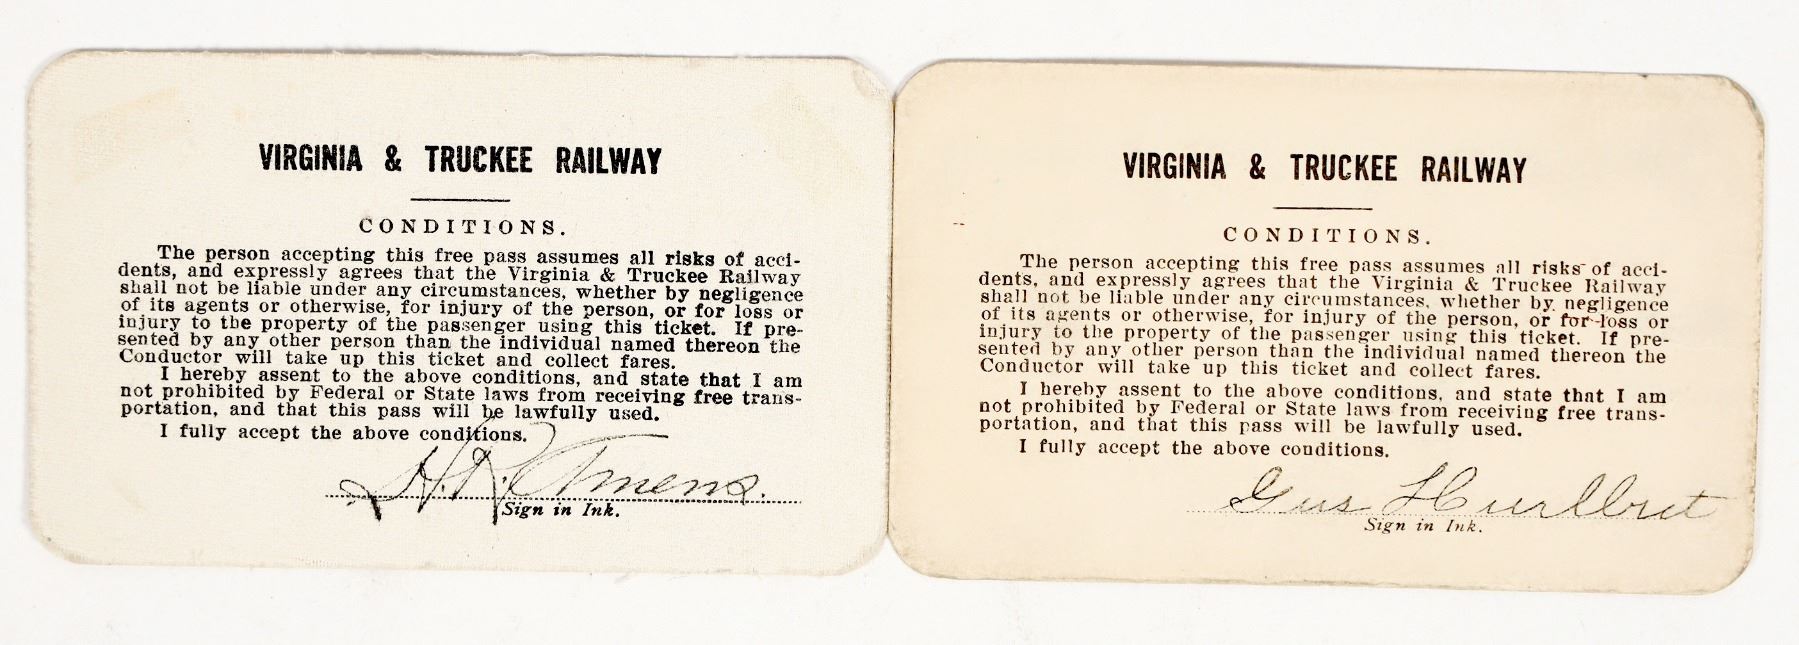 VIRGINIA & TRUCKEE RAILWAY
CONDITIONS.
The person accepting this free pass assumes all risks of acci-
dents, and expressly agrees that the Virginia & Truckee Railway
shall not be liable under any circumstances, whether by negligence
of its agents or otherwise, for injury of the person, or for loss or
injury to the property of the passenger using this ticket. If pre-
sented by any other person than the individual named thereon the
Conductor will take up this ticket and collect fares.
I hereby assent to the above conditions, and state that I am
not prohibited by Federal or State laws from receiving free trans-
portation, and that this pass will be lawfully used.
I fully accept the above conditions.
H. R.
Sign in Ink.
VIRGINIA & TRUCKEE RAILWAY
CONDITIONS.
The person accepting this free pass assumes all risks of acci-
dents, and expressly agrees that the Virginia & Truckee Railway
shall not be liable under any circumstances, whether by negligence
of its agents or otherwise, for injury of the person, or for loss or
injury to the property of the passenger using this ticket. If pre-
sented by any other person than the individual named thereon the
Conductor will take up this ticket and collect fares.
I hereby assent to the above conditions, and state that I am
not prohibited by Federal or State laws from receiving free trans-
portation, and that this pass will be lawfully used.
I fully accept the above conditions.
Gus Hurlbut
Sign in Ink.